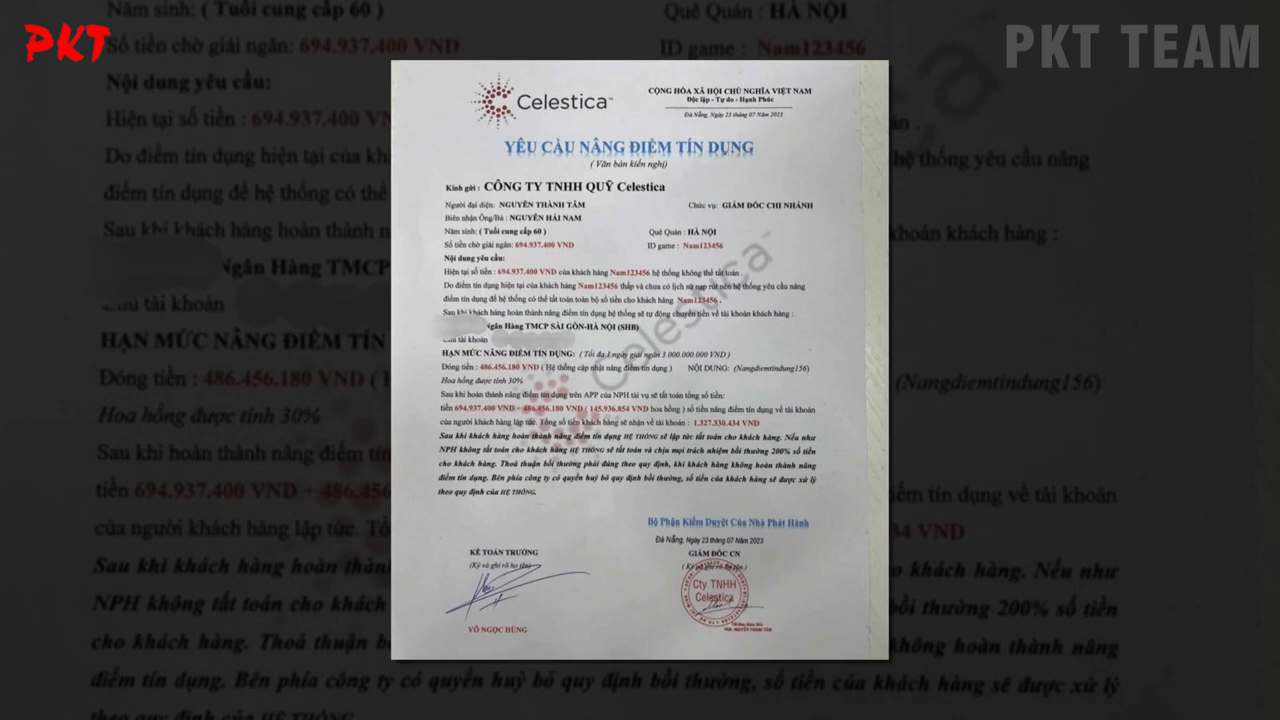 PKT
PKT TEAM
Celestica
CỘNG HÒA XÃ HỘI CHỦ NGHĨA VIỆT NAM
Độc lập - Tự do - Hạnh Phúc
Đà Nẵng, Ngày 23 tháng 07 Năm 2023
YÊU CẦU NÂNG ĐIỂM TÍN DỤNG
( Văn bản kiến nghị)
Kính gửi : CÔNG TY TNHH QUỸ Celestica
Người đại diện: NGUYỄN THÀNH TÂM Chức vụ: GIÁM ĐỐC CHI NHÁNH
Biên nhận Ông/Bà : NGUYỄN HẢI NAM
Năm sinh: ( Tuổi cung cấp 60 ) Quê Quán : HÀ NỘI
Số tiền chờ giải ngân: 694.937.400 VND ID game : Nam123456
Nội dung yêu cầu:
Hiện tại số tiền : 694.937.400 VND của khách hàng Nam123456 hệ thống không thể tất toán .
Do điểm tín dụng hiện tại của khách hàng Nam123456 thấp và chưa có lịch sử nạp rút nên hệ thống yêu cầu nâng
điểm tín dụng để hệ thống có thể tất toán toàn bộ số tiền cho khách hàng Nam123456 .
Sau khi khách hàng hoàn thành nâng điểm tín dụng hệ thống sẽ tự động chuyển tiền về tài khoản khách hàng :
Ngân Hàng TMCP SÀI GÒN-HÀ NỘI (SHB)
tài khoản
HẠN MỨC NÂNG ĐIỂM TÍN DỤNG: ( Tối đa 1 ngày giải ngân 3.000.000.000 VND )
Đóng tiền : 486.456.180 VND ( Hệ thống cập nhật nâng điểm tín dụng ) NỘI DUNG: (Nangdiemtindung156)
Hoa hồng được tính 30%
Sau khi hoàn thành nâng điểm tín dụng trên APP của NPH tài vụ sẽ tất toán tổng số tiền:
tiền 694.937.400 VND + 486.456.180 VND ( 145.936.854 VND hoa hồng ) số tiền nâng điểm tín dụng về tài khoản
của người khách hàng lập tức. Tổng số tiền khách hàng sẽ nhận về tài khoản : 1.327.330.434 VND
Sau khi khách hàng hoàn thành nâng điểm tín dụng HỆ THỐNG sẽ lập tức tất toán cho khách hàng. Nếu như
NPH không tất toán cho khách hàng HỆ THỐNG sẽ tất toán và chịu mọi trách nhiệm bồi thường 200% số tiền
cho khách hàng. Thoả thuận bồi thường phải đúng theo quy định, khi khách hàng không hoàn thành nâng
điểm tín dụng. Bên phía công ty có quyền huỷ bỏ quy định bồi thường, số tiền của khách hàng sẽ được xử lý
theo quy định của HỆ THỐNG.
Bộ Phận Kiểm Duyệt Của Nhà Phát Hành
Đà Nẵng, Ngày 23 tháng 07 Năm 2023
KẾ TOÁN TRƯỞNG GIÁM ĐỐC CN
(Ký và ghi rõ họ tên)
Cty TNHH
Celestica
VÕ NGỌC HÙNG